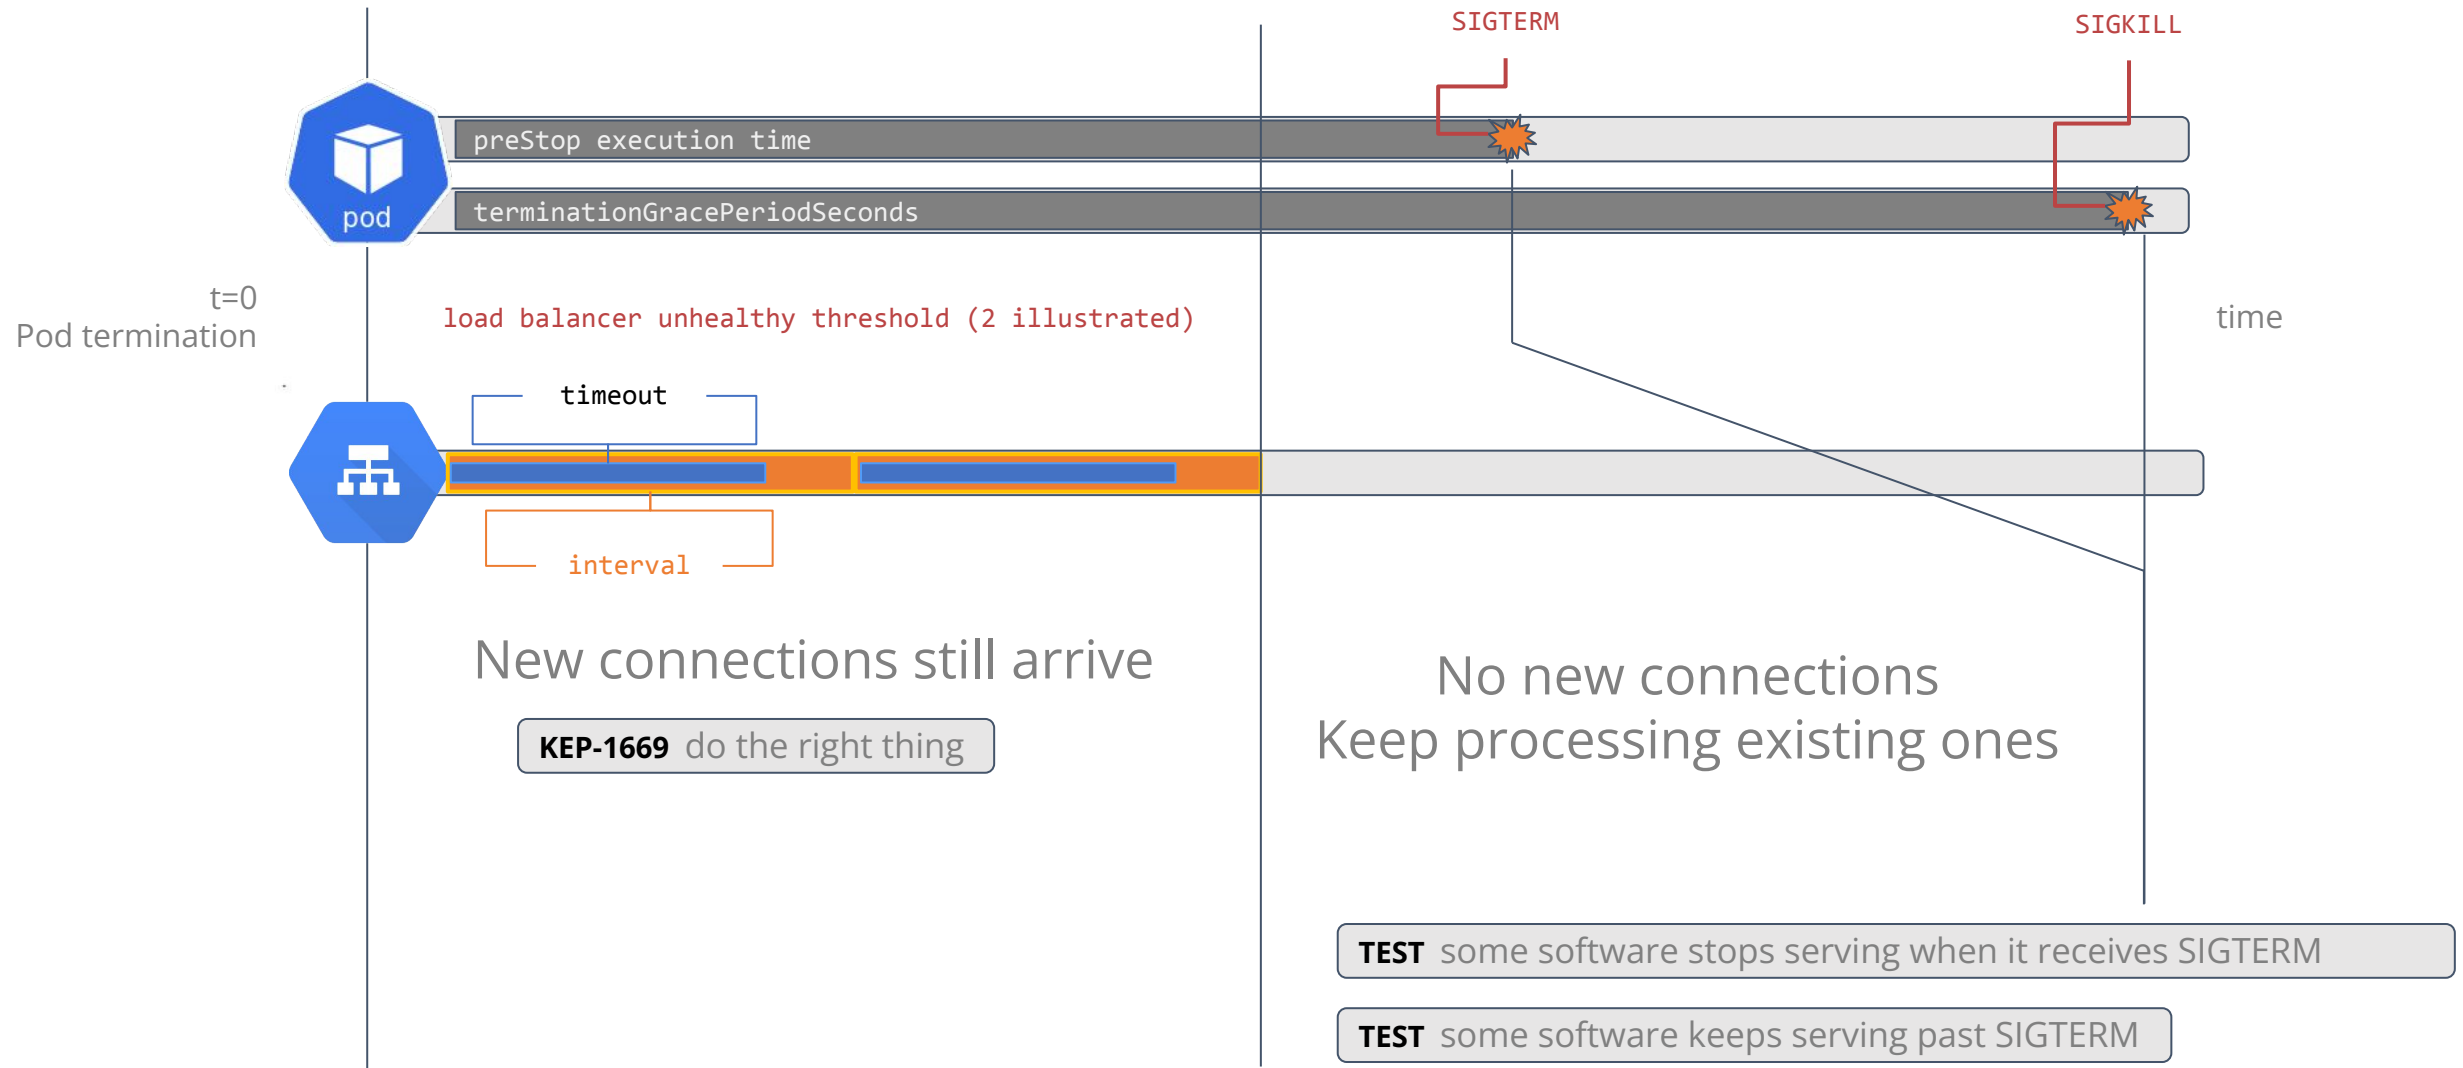 SIGTERM
SIGKILL
preStop execution time
pod
terminationGracePeriodSeconds
t=0
Pod termination
load balancer unhealthy threshold (2 illustrated)
time
timeout
interval
New connections still arrive
No new connections
Keep processing existing ones
KEP-1669 do the right thing
TEST some software stops serving when it receives SIGTERM
TEST some software keeps serving past SIGTERM